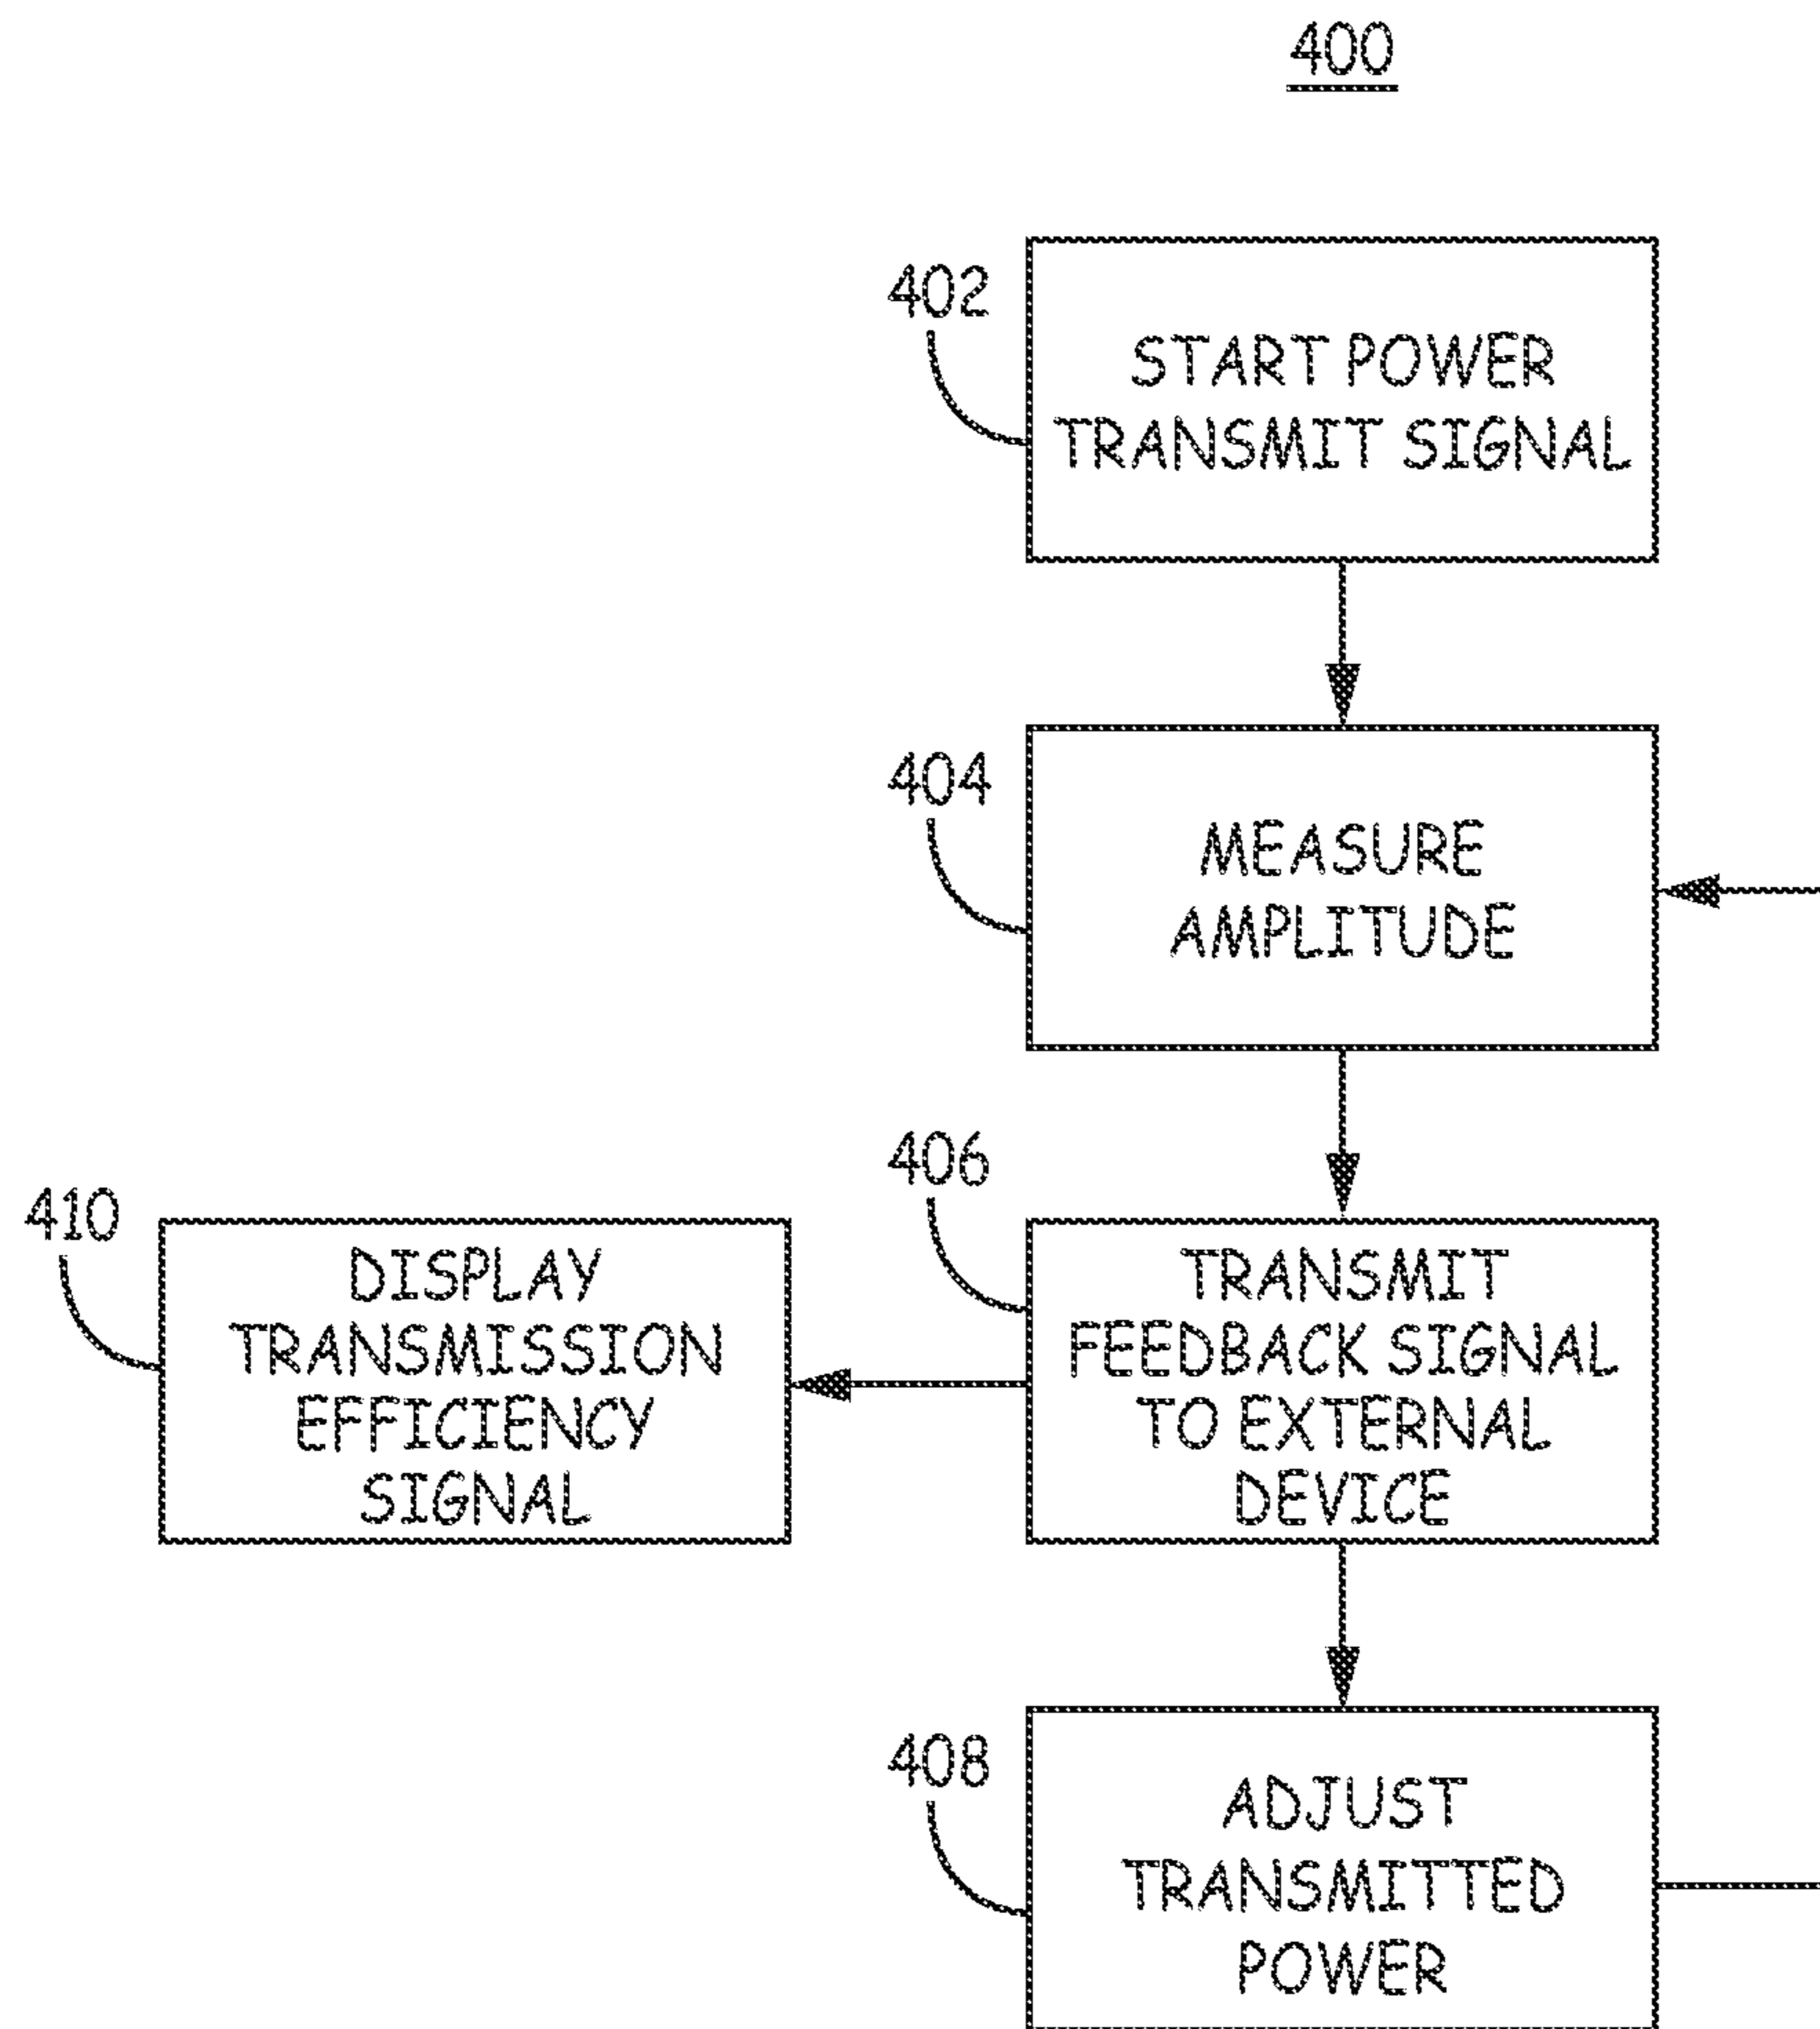 400
402
START POWER
TRANSMIT SIGNAL
404
MEASURE
AMPLITUDE
406
TRANSMIT
FEEDBACK SIGNAL
TO EXTERNAL
DEVICE
410
DISPLAY
TRANSMISSION
EFFICIENCY
SIGNAL
408
ADJUST
TRANSMITTED
POWER